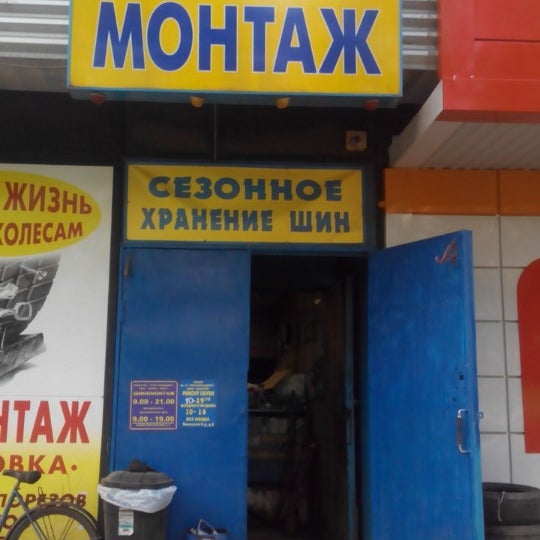 МОНТАЖ
СЕЗОННОЕ
ХРАНЕНИЕ ШИН
ЖИЗНЬ
КОЛЕСАМ
НТАЖ
ОВКА·
ПОРЕЗОВ
ШИНОМОНТАЖ
9.00 - 21.00
9.00 - 19.00
РЕМОНТ ОБУВИ
10-19
10 - 16
БЕЗ ОБЕДА